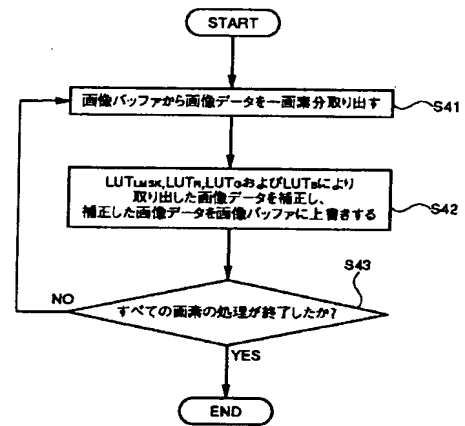 START
画像バッファから画像データを一画素分取り出す
S41
LUTLMSK,LUTR,LUTGおよびLUTBにより
取り出した画像データを補正し、
補正した画像データを画像バッファに上書きする
S42
S43
NO
すべての画素の処理が終了したか?
YES
END